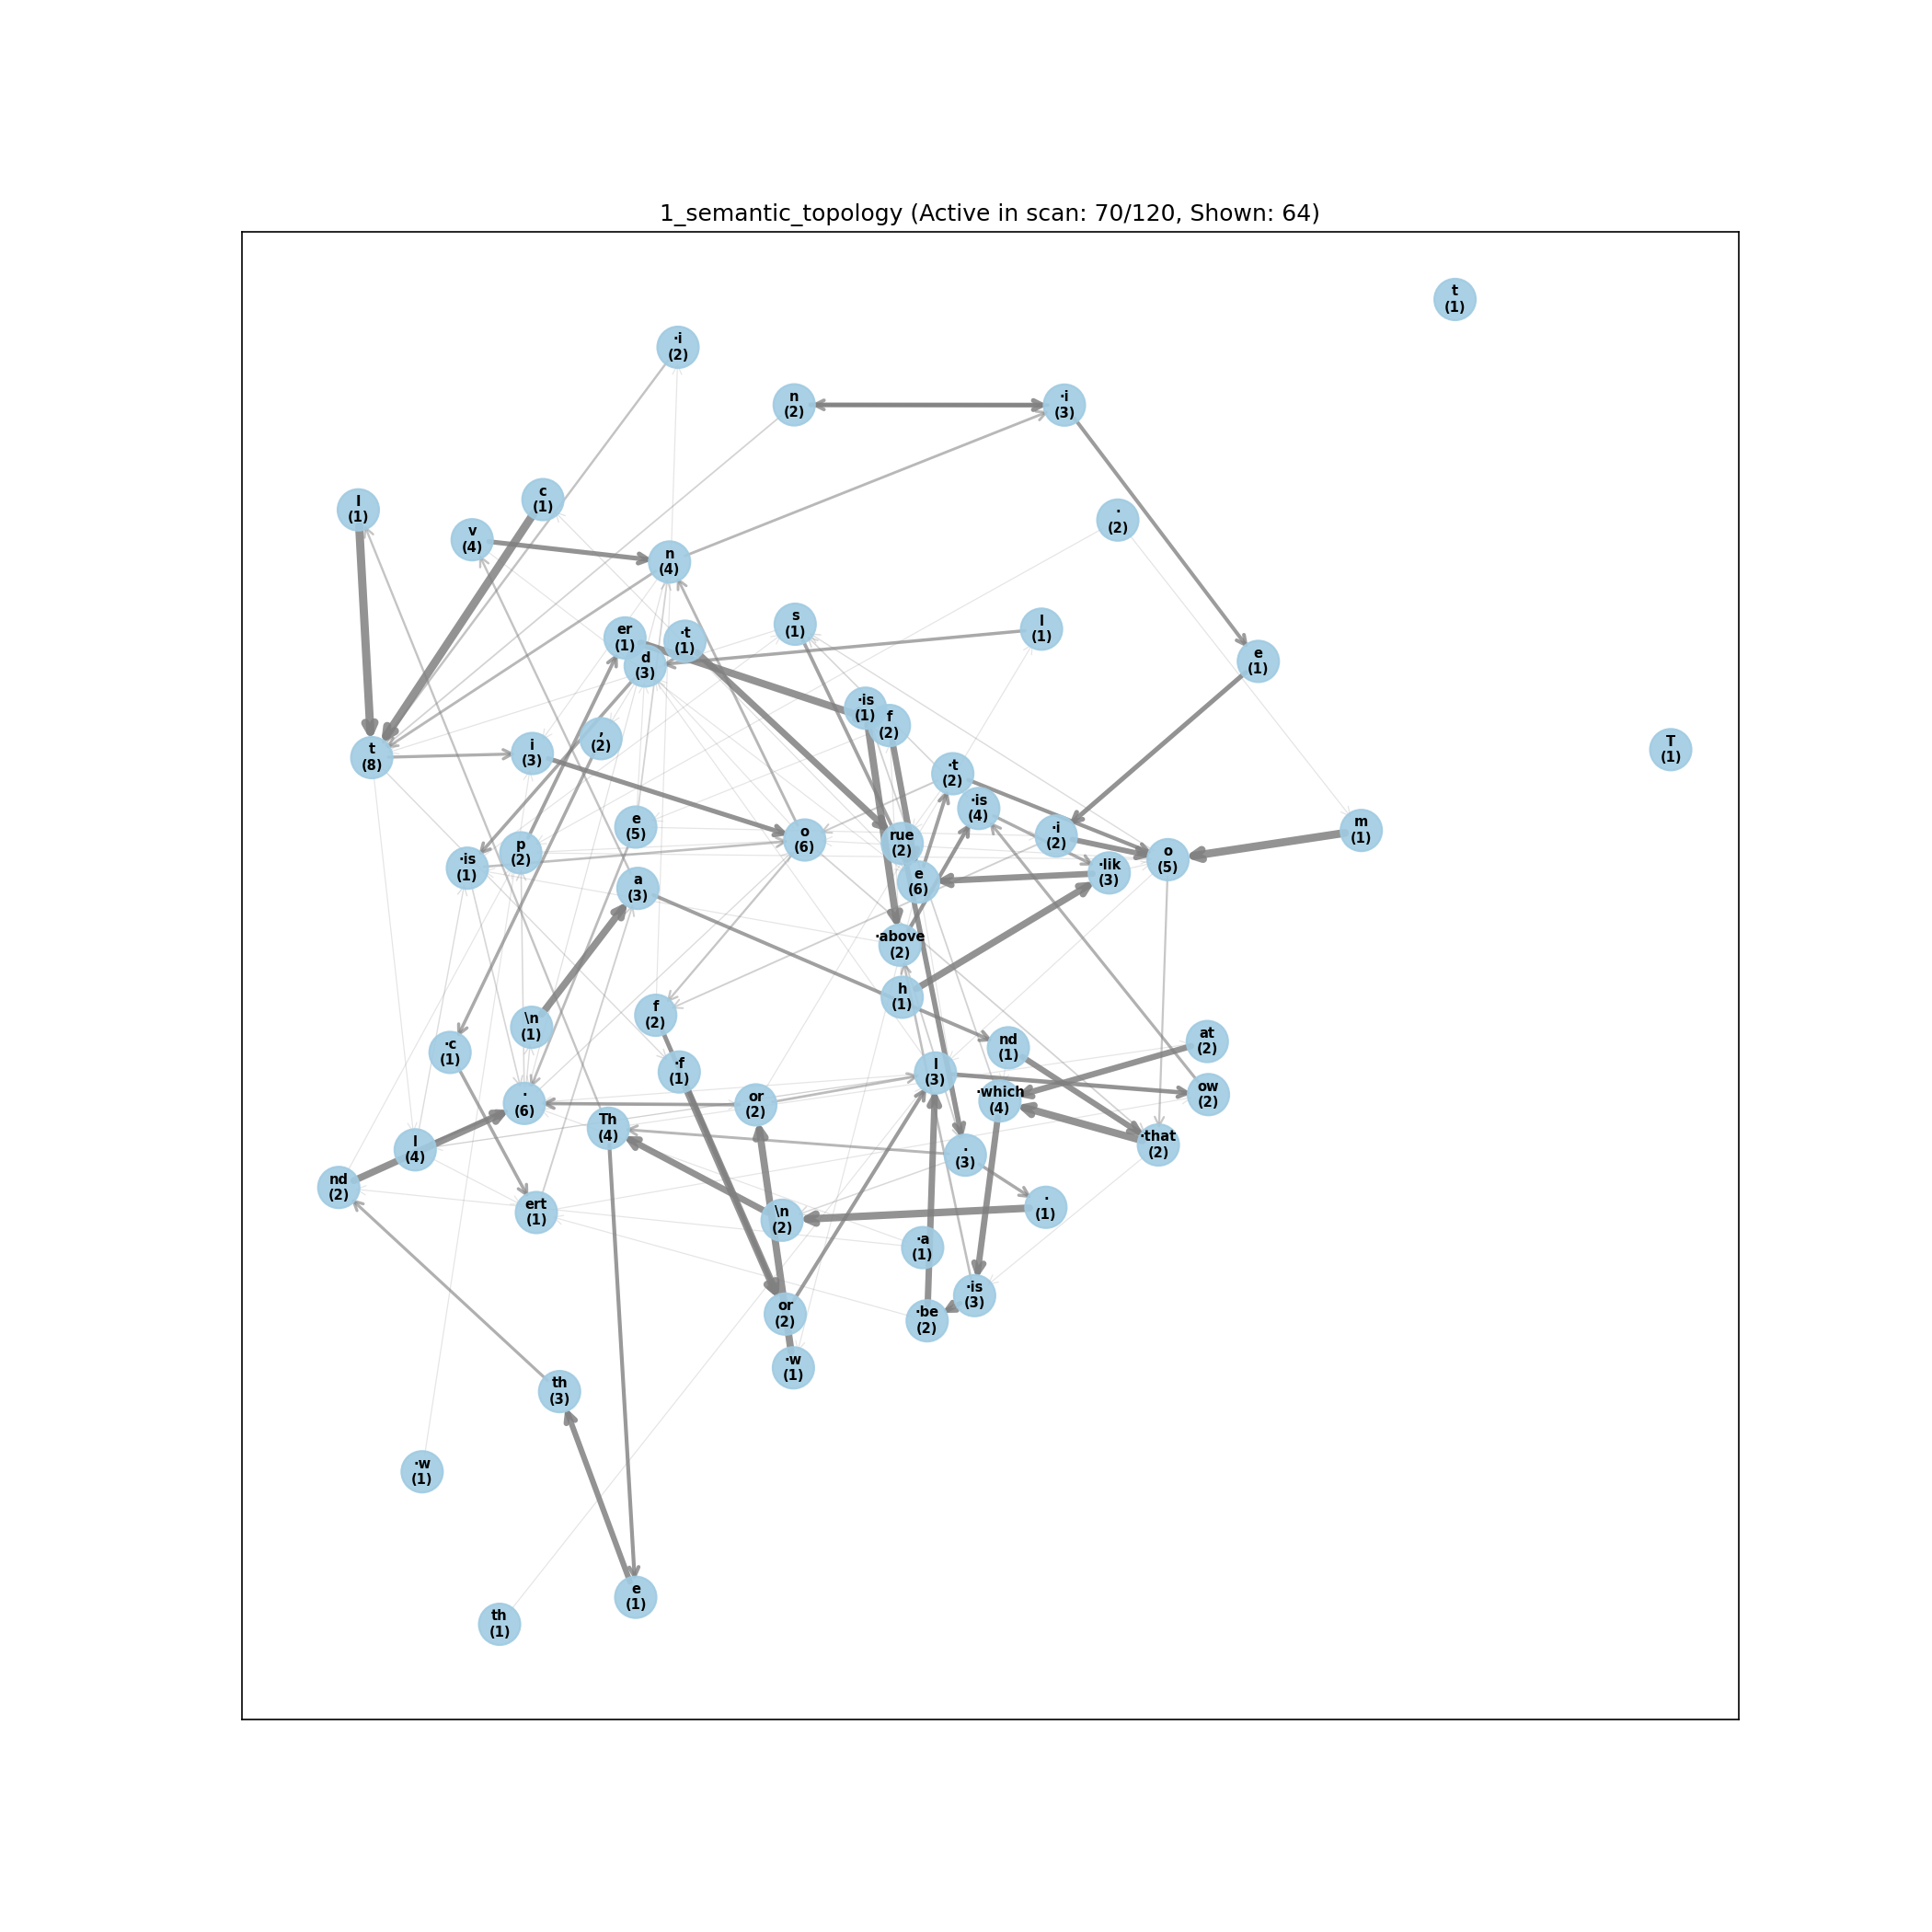 1_semantic_topology (Active in scan: 70/120, Shown: 64)
t
(1)
·i
(2)
n
(2)
·i
(3)
c
(1)
l
(1)
·
(2)
v
(4)
n
(4)
s
(1)
l
(1)
er
(1)
·t
(1)
d
(3)
e
(1)
·is
(1)
f
(2)
,
(2)
i
(3)
t
(8)
T
(1)
·t
(2)
·is
(4)
e
(5)
o
(6)
rue
(2)
·i
(2)
m
(1)
p
(2)
·is
(1)
o
(5)
·lik
(3)
e
(6)
a
(3)
·above
(2)
h
(1)
f
(2)
\n
(1)
·c
(1)
nd
(1)
at
(2)
·f
(1)
l
(3)
·which
(4)
ow
(2)
·
(6)
or
(2)
Th
(4)
l
(4)
·that
(2)
.
(3)
nd
(2)
ert
(1)
\n
(2)
.
(1)
·a
(1)
·is
(3)
or
(2)
·be
(2)
·w
(1)
th
(3)
·w
(1)
e
(1)
th
(1)